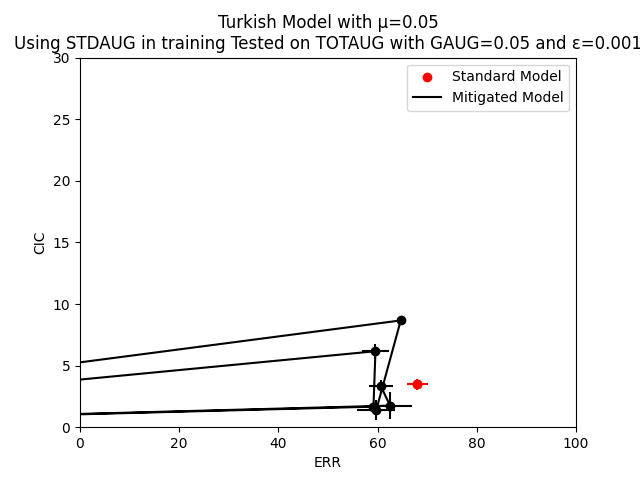 Turkish Model with μ=0.05
Using STDAUG in training Tested on TOTAUG with GAUG=0.05 and ε=0.001
Standard Model
Mitigated Model
30
25
20
15
10
5
0
CIC
0 20 40 60 80 100
ERR